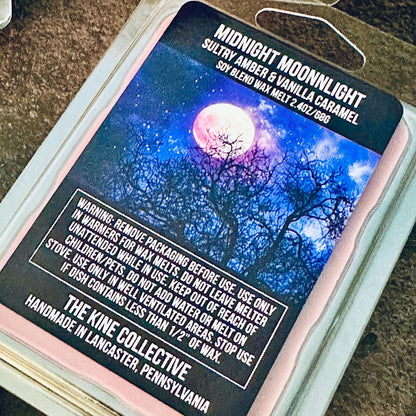 MIDNIGHT MOONNLIGHT
SULTRY AMBER & VANILLA CARAMEL
SOY BLEND WAX MELT 2.4OZ/68G
WARNING: REMOVE PACKAGING BEFORE USE. USE ONLY
IN WARMERS FOR WAX MELTS. DO NOT LEAVE MELTER
UNATTENDED WHILE IN USE. KEEP OUT OF REACH OF
CHILDREN/PETS. DO NOT ADD WATER OR MELT ON
STOVE. USE ONLY IN WELL VENTILATED AREAS. STOP USE
IF DISH CONTAINS LESS THAN 1/2" OF WAX.
THE KINE COLLECTIVE
HANDMADE IN LANCASTER, PENNSYLVANIA